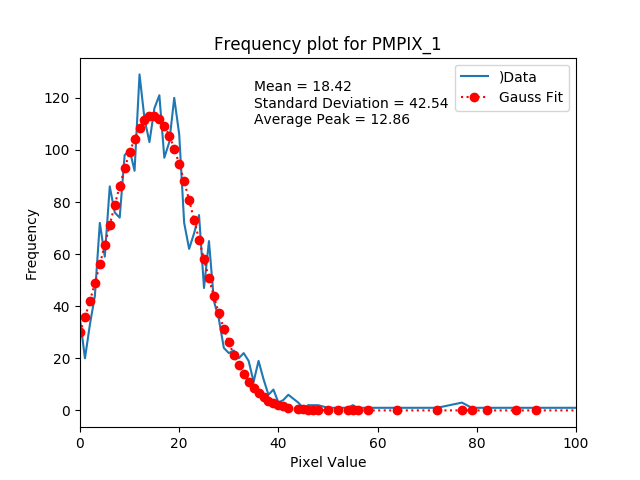 Frequency plot for PMPIX_1
Mean = 18.42
Standard Deviation = 42.54
Average Peak = 12.86
)Data
Gauss Fit
Frequency
120
100
80
60
40
20
0
0 20 40 60 80 100
Pixel Value